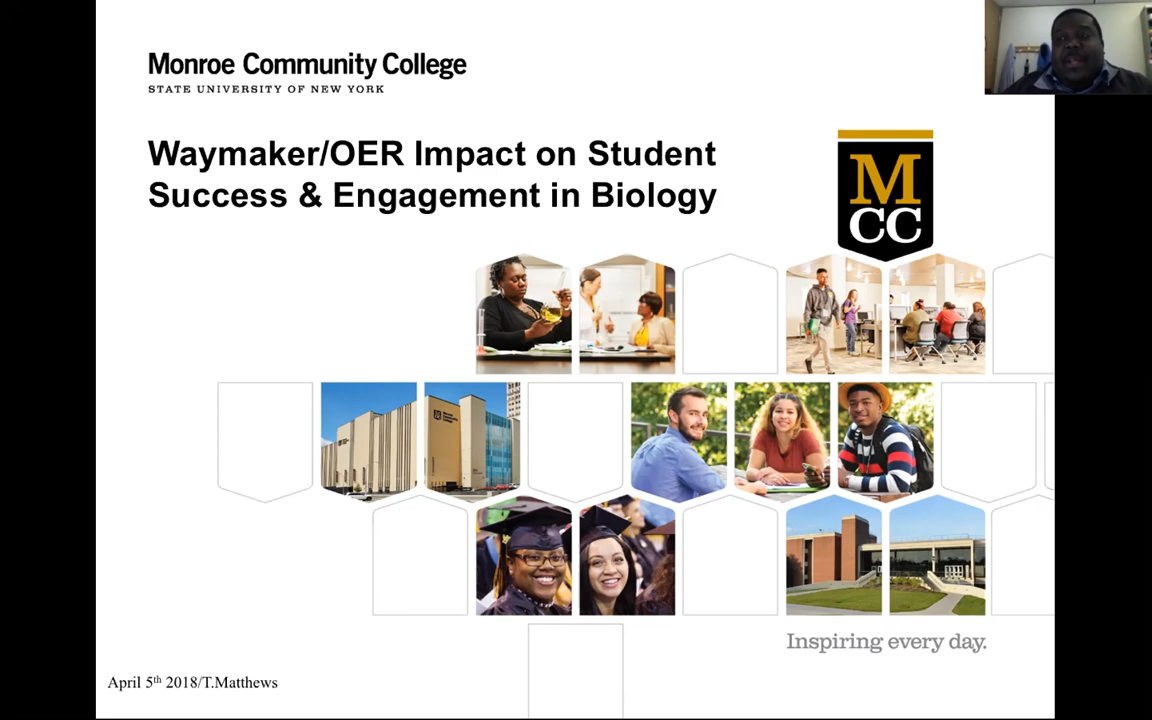 Monroe Community College
STATE UNIVERSITY OF NEW YORK
Waymaker/OER Impact on Student
Success & Engagement in Biology
M
CC
Inspiring every day.
April 5th 2018/T.Matthews